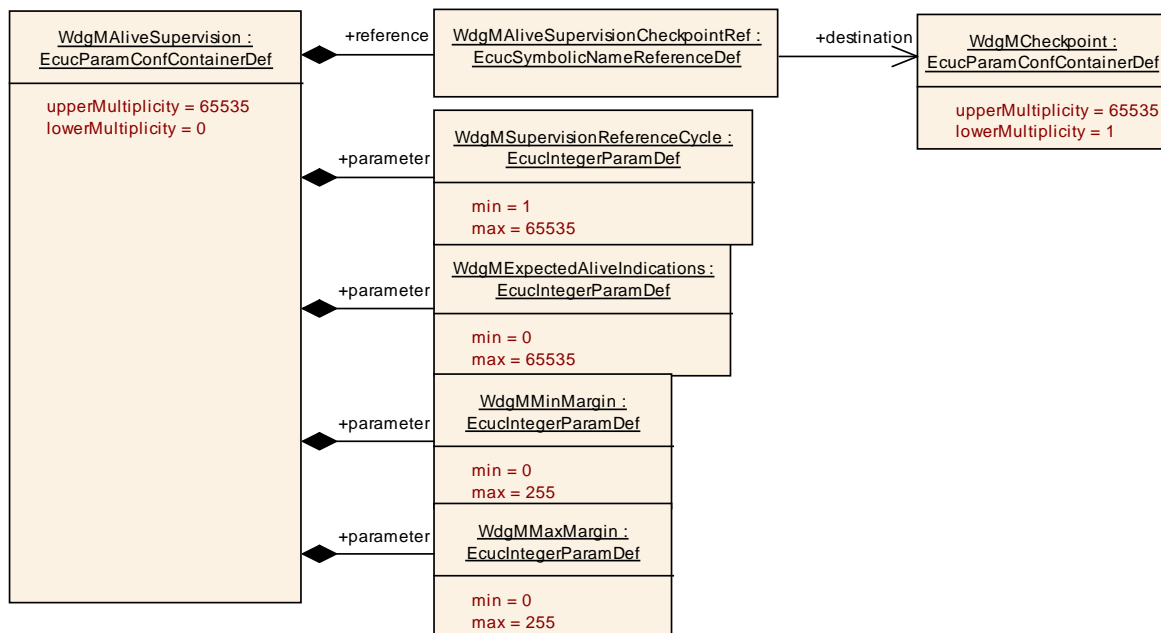 WdgMAliveSupervision :
EcucParamConfContainerDef
upperMultiplicity = 65535
lowerMultiplicity = 0
+reference
WdgMAliveSupervisionCheckpointRef :
EcucSymbolicNameReferenceDef
+destination
WdgMCheckpoint :
EcucParamConfContainerDef
upperMultiplicity = 65535
lowerMultiplicity = 1
+parameter
WdgMSupervisionReferenceCycle :
EcucIntegerParamDef
min = 1
max = 65535
+parameter
WdgMExpectedAliveIndications :
EcucIntegerParamDef
min = 0
max = 65535
+parameter
WdgMMinMargin :
EcucIntegerParamDef
min = 0
max = 255
+parameter
WdgMMaxMargin :
EcucIntegerParamDef
min = 0
max = 255